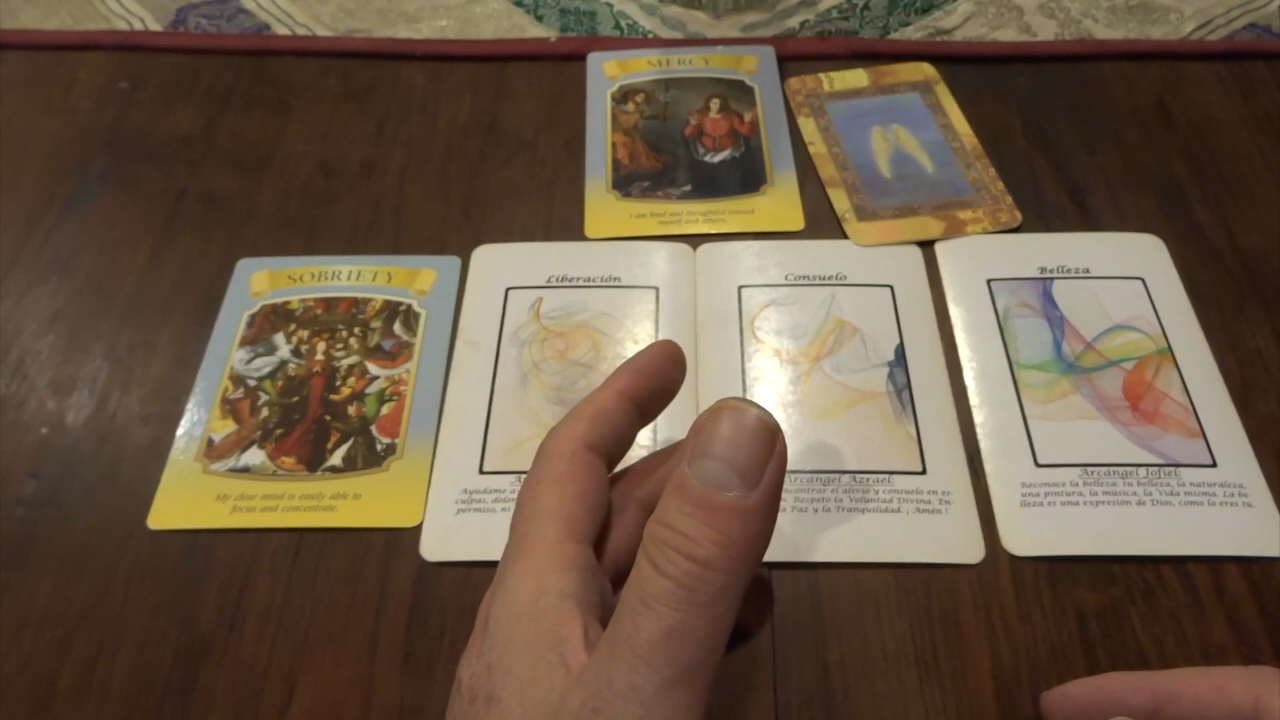 MERCY
I am kind and thoughtful toward
myself and others.
SOBRIETY
My clear mind is easily able to
focus and concentrate.
Liberación
Ayúdame a
culpas, dolor
permiso, ni
Consuelo
Arcángel Azrael:
ncontrar el alivio y consuelo en es-
. Respeto la Voluntad Divina. En-
a Paz y la Tranquilidad. ¡ Amén !
Belleza
Arcángel Jofiel:
Reconoce la belleza: tu belleza, la naturaleza,
una pintura, la música, la Vida misma. La be-
lleza es una expresión de Dios, como lo eres tú.